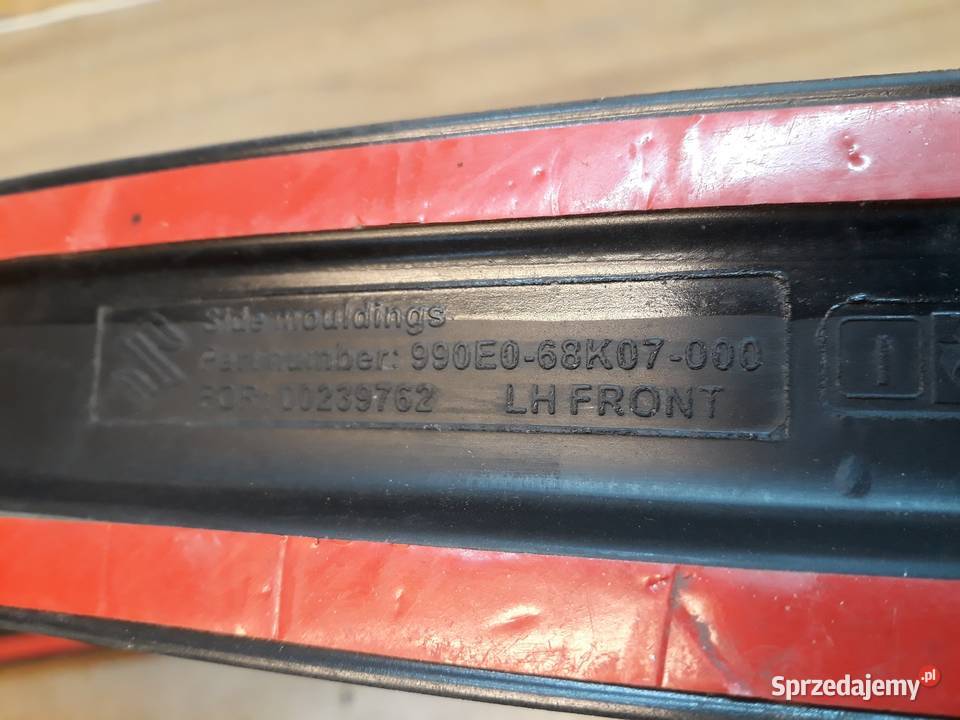 Side mouldings
Partnumber: 990E0-68K07-000
FOR: 00239762 LH FRONT
Sprzedajemy.pl